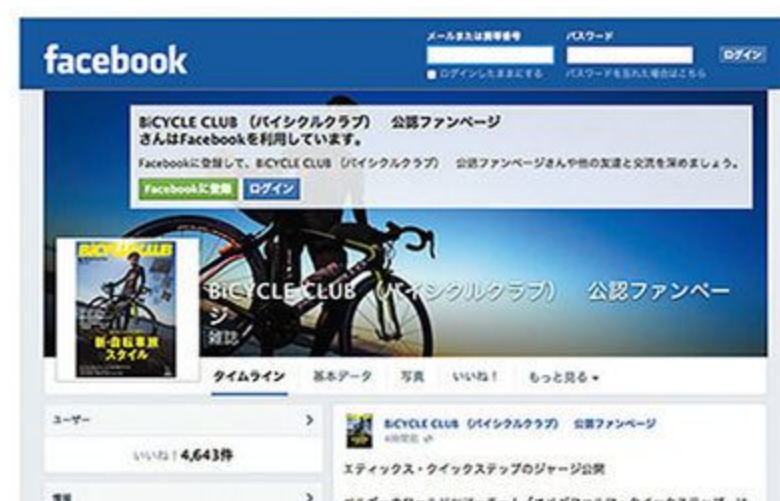 facebook
メールまたは携帯番号
パスワード
ログイン
ログインしたままにする
パスワードを忘れた場合はこちら
BiCYCLE CLUB （バイシクルクラブ） 公認ファンページ
さんはFacebookを利用しています。
Facebookに登録して、BiCYCLE CLUB （バイシクルクラブ） 公認ファンページさんや他の友達と交流を深めましょう。
Facebookに登録
ログイン
BiCYCLE CLUB
新・自転車旅
スタイル
BiCYCLE CLUB （バイシクルクラブ） 公認ファンペー
ジ
雑誌
タイムライン
基本データ
写真
いいね！
もっと見る
ユーザー
いいね！4,643件
情報
BiCYCLE CLUB （バイシクルクラブ） 公認ファンページ
4時間前
エティックス・クイックステップのジャージ公開